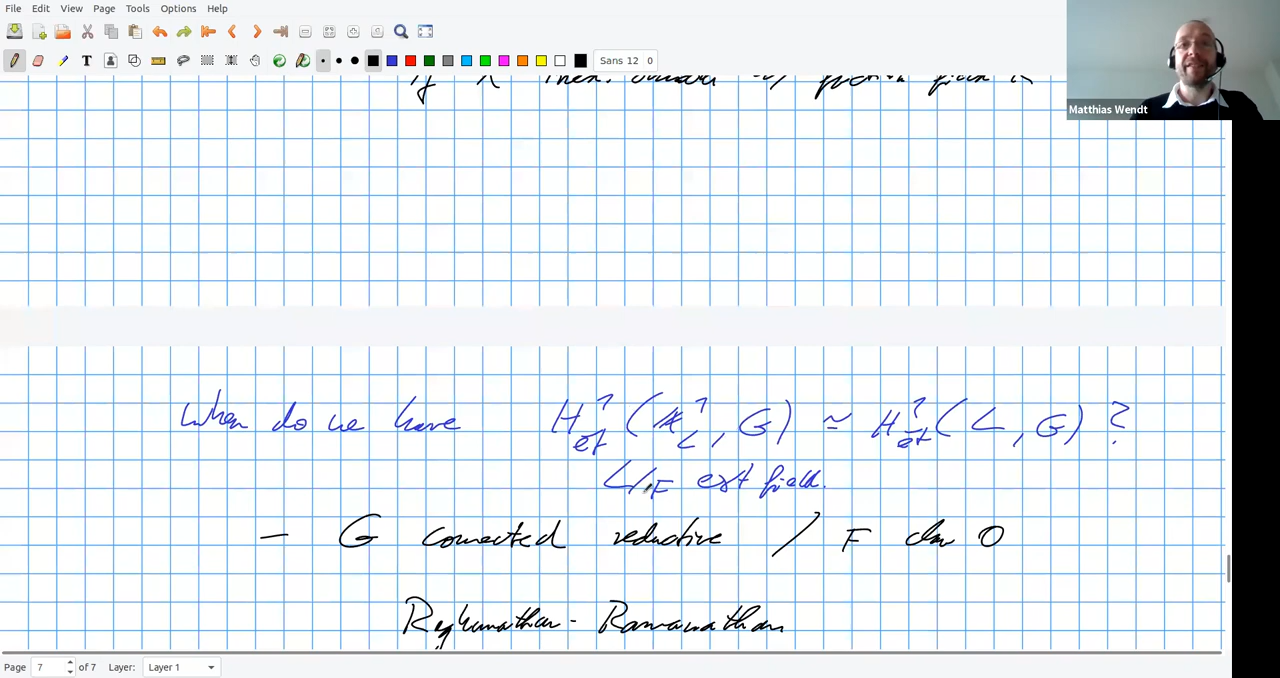 File Edit View Page Tools Options Help
Sans 12 0
Matthias Wendt
When do we have H¹ét (A¹L, G) ≃ H¹ét (L, G) ?
L/F ext field.
– G connected reductive / F char 0
Raghunathan - Ramanathan
Page 7 of 7 Layer: Layer 1